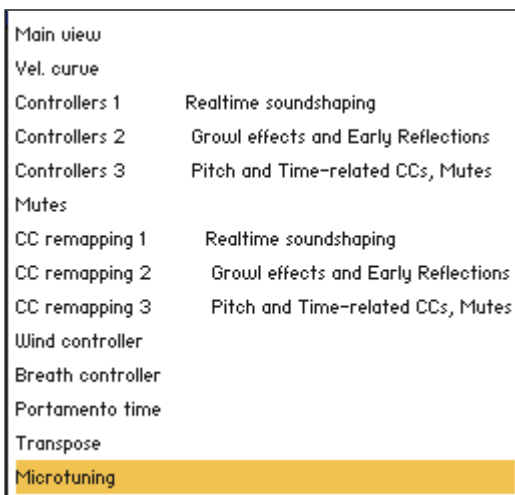 Main view
Vel. curve
Controllers 1 Realtime soundshaping
Controllers 2 Growl effects and Early Reflections
Controllers 3 Pitch and Time-related CCs, Mutes
Mutes
CC remapping 1 Realtime soundshaping
CC remapping 2 Growl effects and Early Reflections
CC remapping 3 Pitch and Time-related CCs, Mutes
Wind controller
Breath controller
Portamento time
Transpose
Microtuning